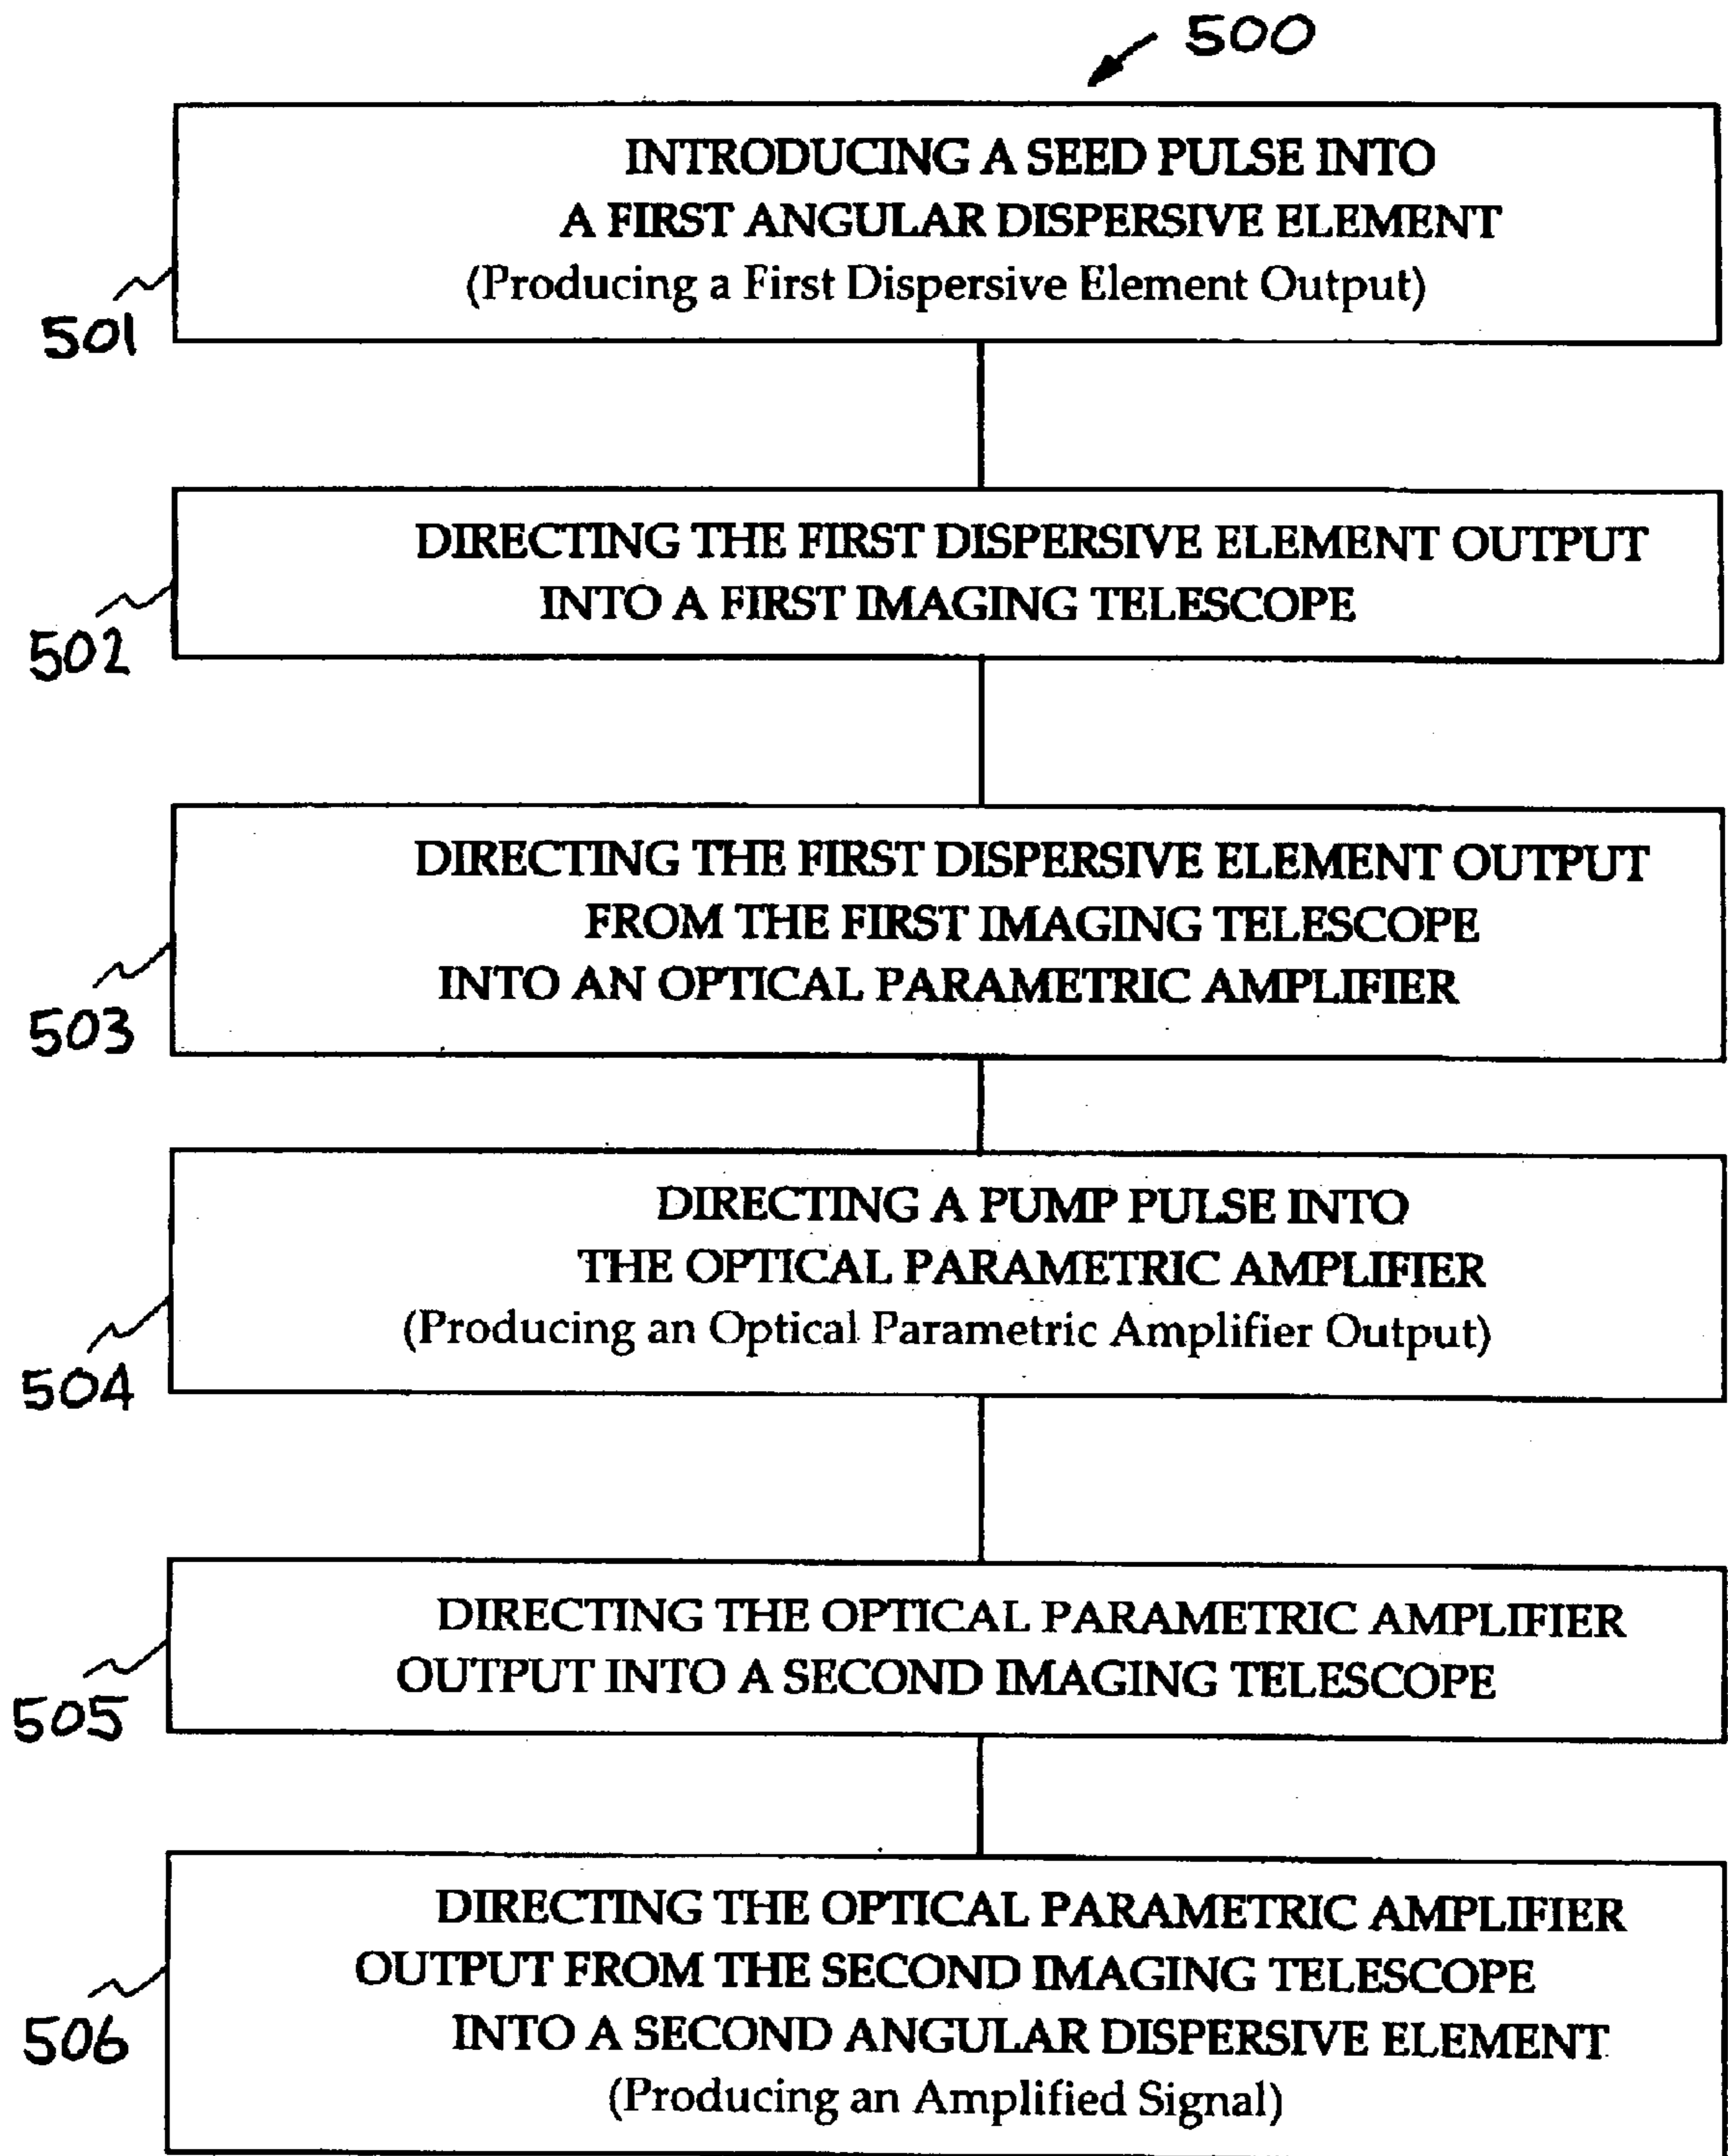 500
INTRODUCING A SEED PULSE INTO
A FIRST ANGULAR DISPERSIVE ELEMENT
(Producing a First Dispersive Element Output)
501
DIRECTING THE FIRST DISPERSIVE ELEMENT OUTPUT
INTO A FIRST IMAGING TELESCOPE
502
DIRECTING THE FIRST DISPERSIVE ELEMENT OUTPUT
FROM THE FIRST IMAGING TELESCOPE
INTO AN OPTICAL PARAMETRIC AMPLIFIER
503
DIRECTING A PUMP PULSE INTO
THE OPTICAL PARAMETRIC AMPLIFIER
(Producing an Optical Parametric Amplifier Output)
504
DIRECTING THE OPTICAL PARAMETRIC AMPLIFIER
OUTPUT INTO A SECOND IMAGING TELESCOPE
505
DIRECTING THE OPTICAL PARAMETRIC AMPLIFIER
OUTPUT FROM THE SECOND IMAGING TELESCOPE
INTO A SECOND ANGULAR DISPERSIVE ELEMENT
(Producing an Amplified Signal)
506